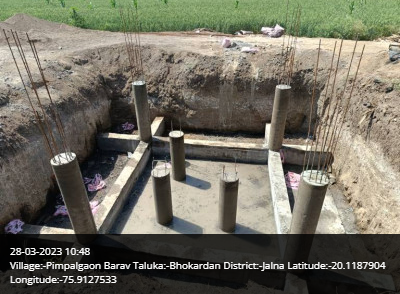 28-03-2023 10:48
Village:-Pimpalgaon Barav Taluka:-Bhokardan District:-Jalna Latitude:-20.1187904
Longitude:-75.9127533